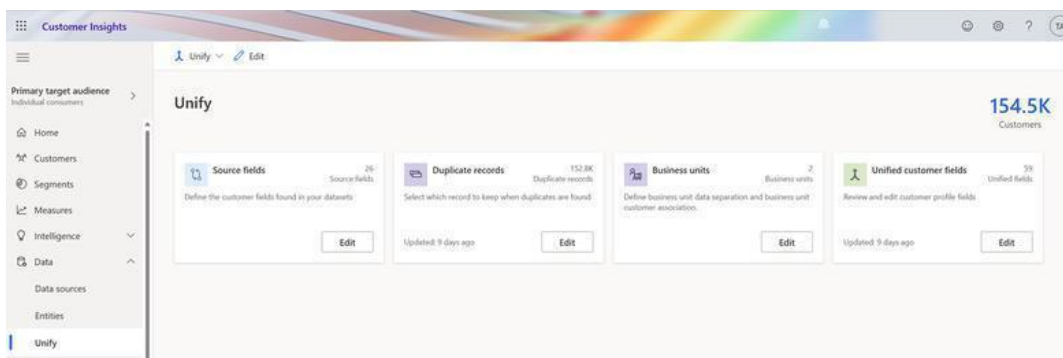 Customer Insights
?
TA
Unify
Edit
Primary target audience
Individual consumers
Home
Customers
Segments
Measures
Intelligence
Data
Data sources
Entities
Unify
Unify
154.5K
Customers
Source fields
26
Source fields
Define the customer fields found in your datasets
Edit
Duplicate records
152.8K
Duplicate records
Select which record to keep when duplicates are found
Updated: 9 days ago
Edit
Business units
2
Business units
Define business unit data separation and business unit
customer association.
Edit
Unified customer fields
59
Unified fields
Review and edit customer profile fields
Updated: 9 days ago
Edit